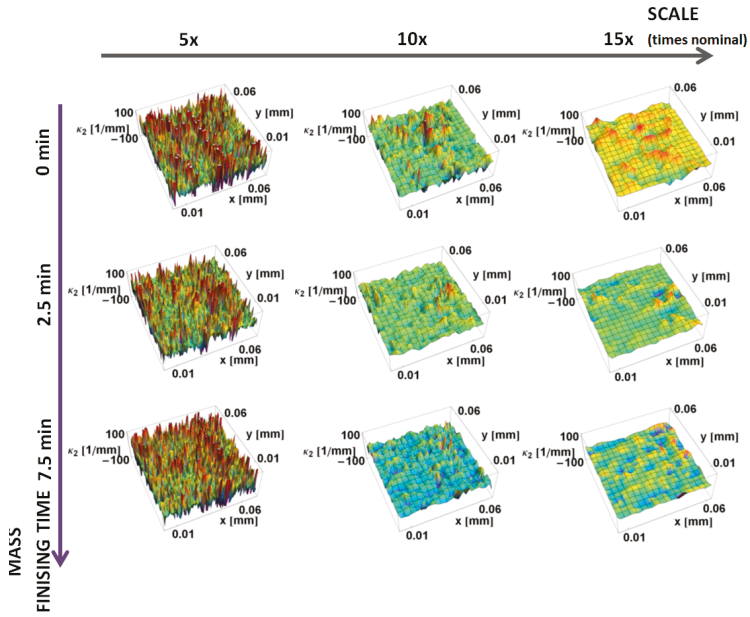 SCALE
(times nominal)
5x
10x
15x
0 min
100
κ₂ [1/mm]
−100
0.06
y [mm]
0.01
0.06
x [mm]
0.01
100
κ₂ [1/mm]
−100
0.06
y [mm]
0.01
0.06
x [mm]
0.01
100
κ₂ [1/mm]
−100
0.06
y [mm]
0.01
0.06
x [mm]
0.01
2.5 min
100
κ₂ [1/mm]
−100
0.06
y [mm]
0.01
0.06
x [mm]
0.01
100
κ₂ [1/mm]
−100
0.06
y [mm]
0.01
0.06
x [mm]
0.01
100
κ₂ [1/mm]
−100
0.06
y [mm]
0.01
0.06
x [mm]
0.01
7.5 min
100
κ₂ [1/mm]
−100
0.06
y [mm]
0.01
0.06
x [mm]
0.01
100
κ₂ [1/mm]
−100
0.06
y [mm]
0.01
0.06
x [mm]
0.01
100
κ₂ [1/mm]
−100
0.06
y [mm]
0.01
0.06
x [mm]
0.01
MASS
FINISING TIME